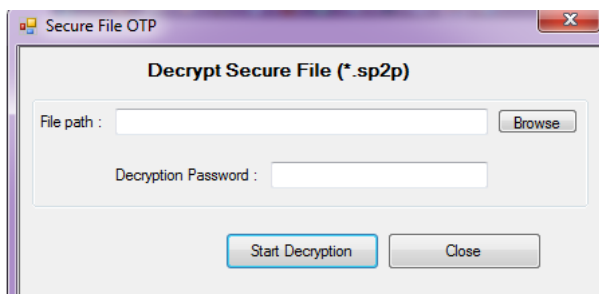 Secure File OTP
Decrypt Secure File (*.sp2p)
File path :
Browse
Decryption Password :
Start Decryption
Close